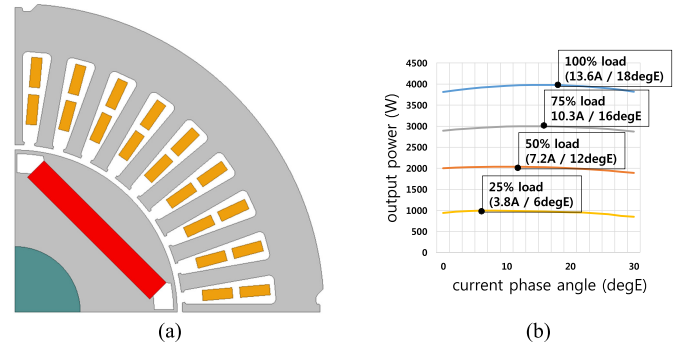 4500
4000
3500
3000
2500
2000
1500
1000
500
0
output power (W)
100% load
(13.6A / 18degE)
75% load
10.3A / 16degE)
50% load
(7.2A / 12degE)
25% load
(3.8A / 6degE)
0 10 20 30
current phase angle (degE)
(a) (b)